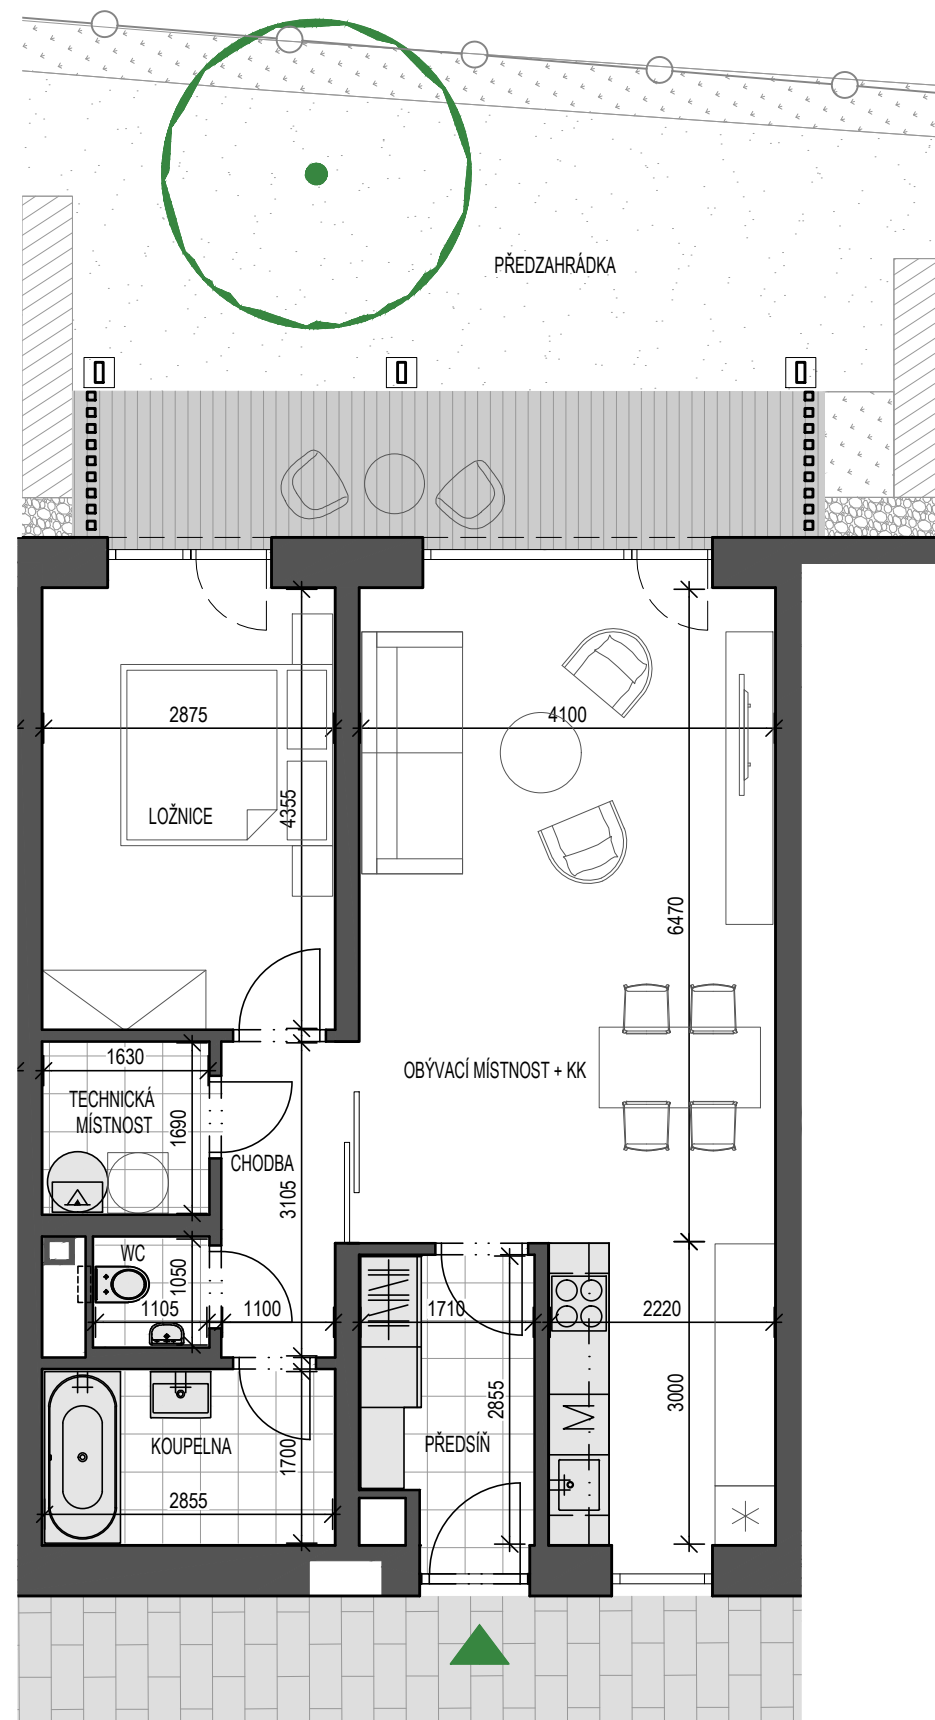 PŘEDZAHRÁDKA
2875
4100
4355
LOŽNICE
6470
1630
OBÝVACÍ MÍSTNOST + KK
TECHNICKÁ
MÍSTNOST
1690
CHODBA
3105
WC
1050
1105
1100
1710
2220
2855
3000
M
KOUPELNA
PŘEDSÍŇ
1700
2855